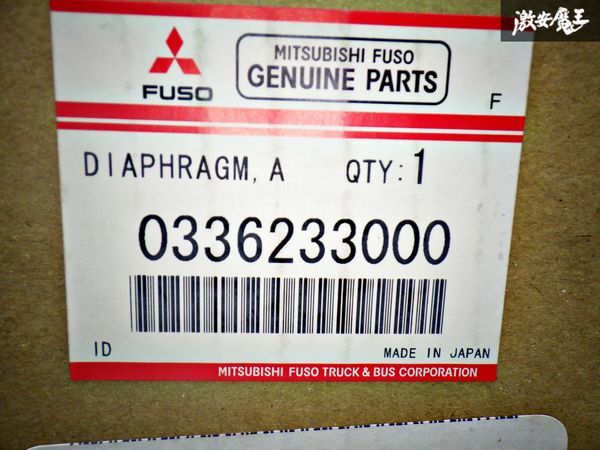 激安魔王
FUSO
MITSUBISHI FUSO
GENUINE PARTS
F
DIAPHRAGM, A QTY: 1
0336233000
ID
MADE IN JAPAN
MITSUBISHI FUSO TRUCK & BUS CORPORATION